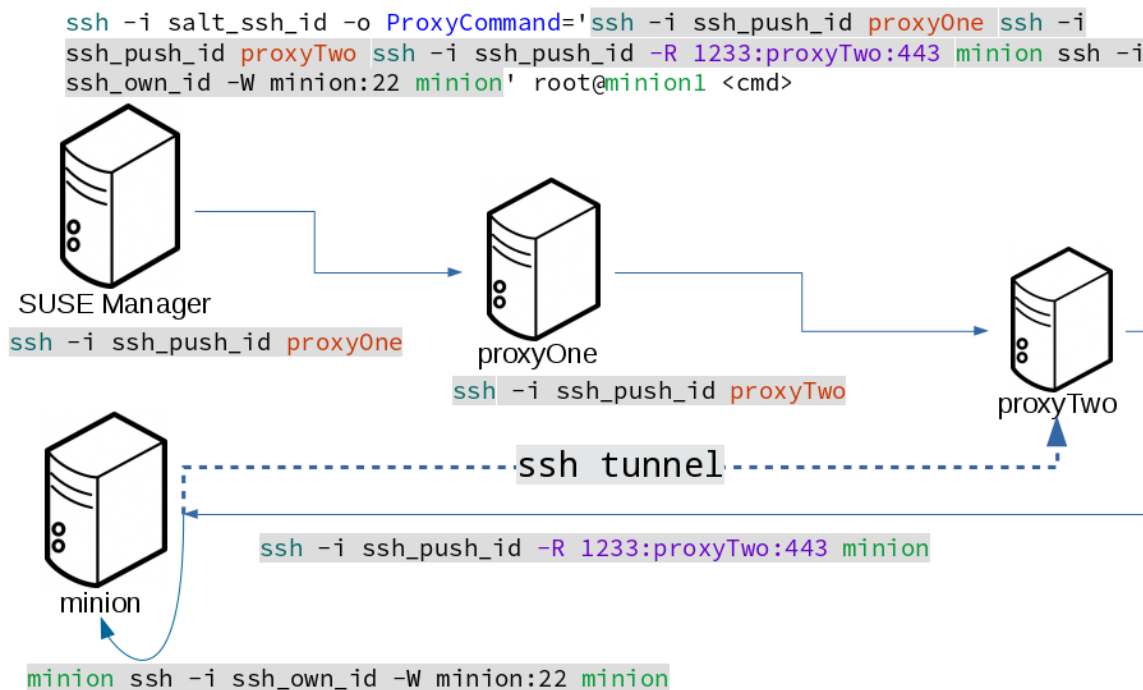 ssh -i salt_ssh_id -o ProxyCommand='ssh -i ssh_push_id proxyOne ssh -i
ssh_push_id proxyTwo ssh -i ssh_push_id -R 1233:proxyTwo:443 minion ssh -i
ssh_own_id -W minion:22 minion' root@minion1 <cmd>
SUSE Manager
ssh -i ssh_push_id proxyOne
proxyOne
ssh -i ssh_push_id proxyTwo
proxyTwo
ssh tunnel
ssh -i ssh_push_id -R 1233:proxyTwo:443 minion
minion
minion ssh -i ssh_own_id -W minion:22 minion